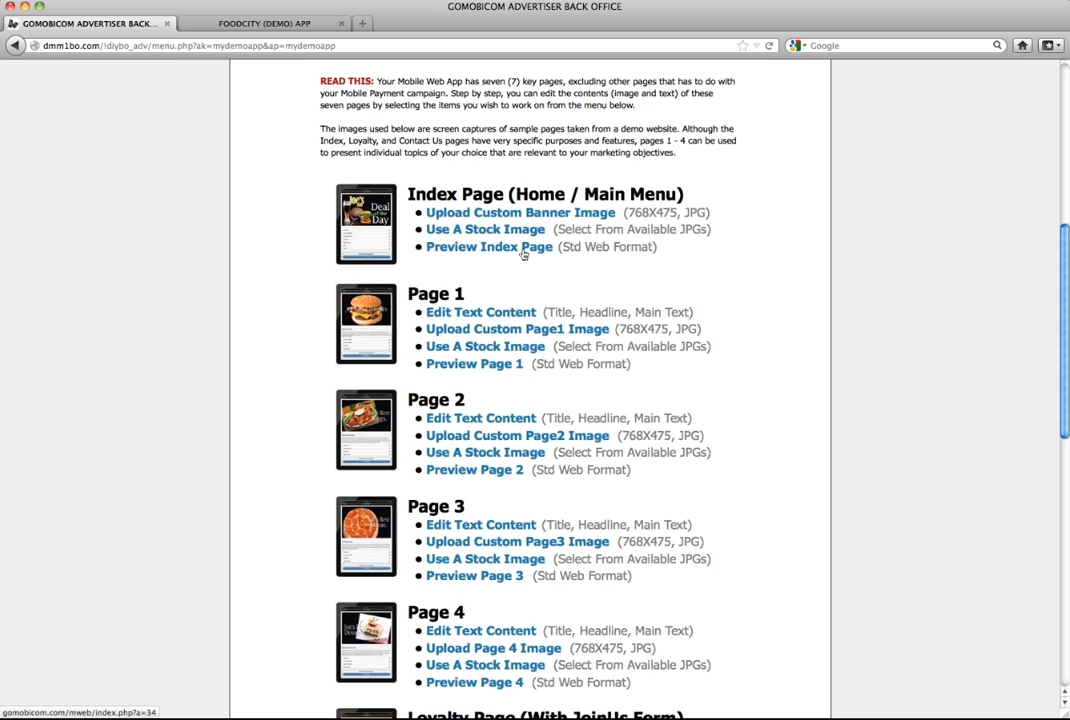 GOMOBICOM ADVERTISER BACK OFFICE
GOMOBICOM ADVERTISER BACK...
FOODCITY (DEMO) APP
dmm1bo.com/!diybo_adv/menu.php?ak=mydemoapp&ap=mydemoapp
Google
READ THIS: Your Mobile Web App has seven (7) key pages, excluding other pages that has to do with
your Mobile Payment campaign. Step by step, you can edit the contents (image and text) of these
seven pages by selecting the items you wish to work on from the menu below.
The images used below are screen captures of sample pages taken from a demo website. Although the
Index, Loyalty, and Contact Us pages have very specific purposes and features, pages 1 - 4 can be used
to present individual topics of your choice that are relevant to your marketing objectives.
Joe's
Deal
of the
Day
Index Page (Home / Main Menu)
• Upload Custom Banner Image (768X475, JPG)
• Use A Stock Image (Select From Available JPGs)
• Preview Index Page (Std Web Format)
Page 1
• Edit Text Content (Title, Headline, Main Text)
• Upload Custom Page1 Image (768X475, JPG)
• Use A Stock Image (Select From Available JPGs)
• Preview Page 1 (Std Web Format)
Page 2
• Edit Text Content (Title, Headline, Main Text)
• Upload Custom Page2 Image (768X475, JPG)
• Use A Stock Image (Select From Available JPGs)
• Preview Page 2 (Std Web Format)
Page 3
• Edit Text Content (Title, Headline, Main Text)
• Upload Custom Page3 Image (768X475, JPG)
• Use A Stock Image (Select From Available JPGs)
• Preview Page 3 (Std Web Format)
Page 4
• Edit Text Content (Title, Headline, Main Text)
• Upload Page 4 Image (768X475, JPG)
• Use A Stock Image (Select From Available JPGs)
• Preview Page 4 (Std Web Format)
Loyalty Page (With JoinUs Form)
gomobicom.com/mweb/index.php?a=34